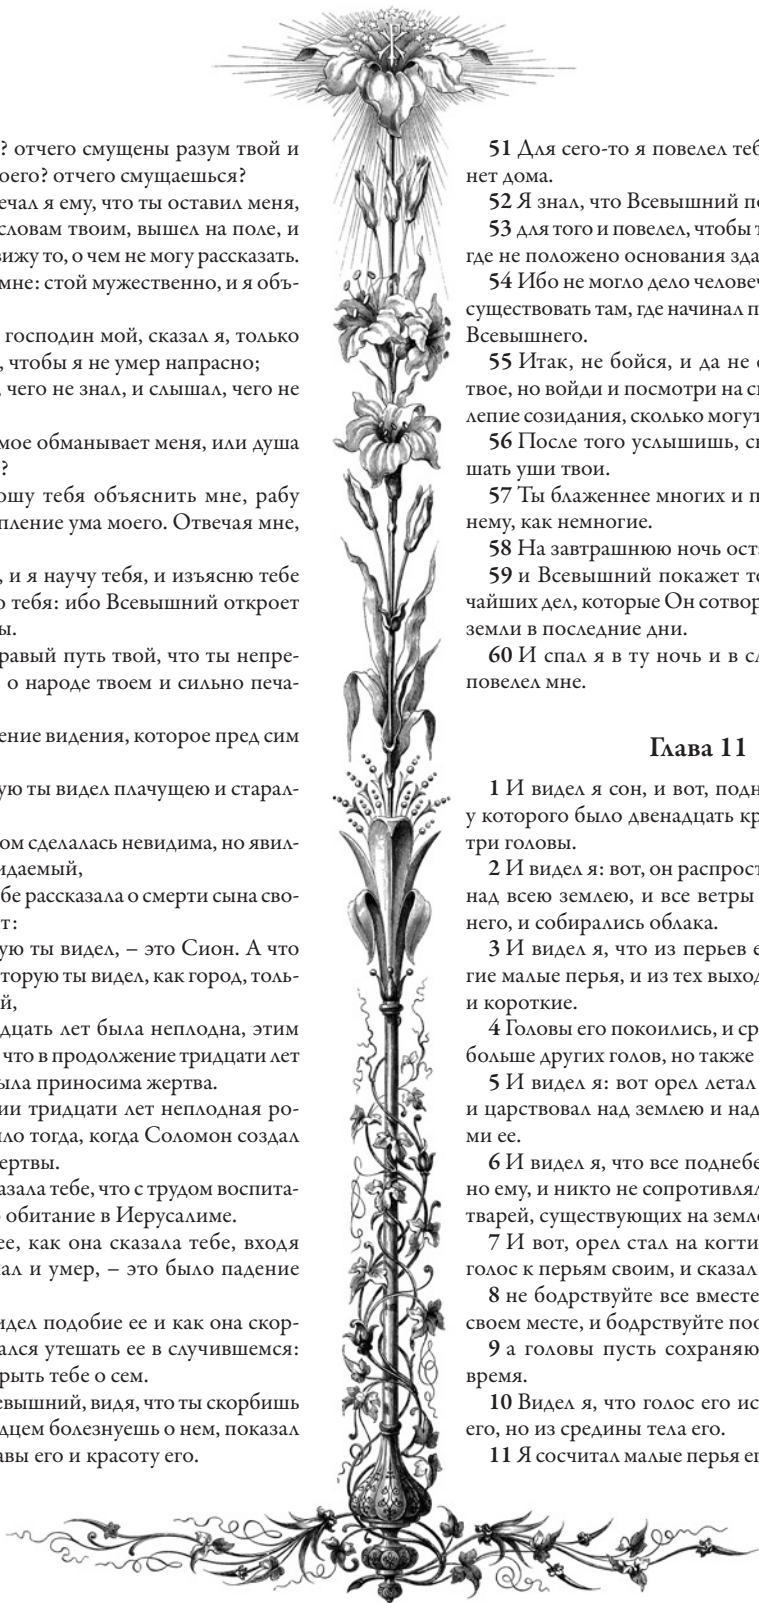 ? отчего смущены разум твой и
оего? отчего смущаешься?
ечал я ему, что ты оставил меня,
словам твоим, вышел на поле, и
вижу то, о чем не могу рассказать.
мне: стой мужественно, и я объ-
господин мой, сказал я, только
, чтобы я не умер напрасно;
, чего не знал, и слышал, чего не
мое обманывает меня, или душа
?
ошу тебя объяснить мне, рабу
пление ума моего. Отвечая мне,
, и я научу тебя, и изъясню тебе
о тебя: ибо Всевышний откроет
ы.
равый путь твой, что ты непре-
о народе твоем и сильно печа-
ение видения, которое пред сим
ую ты видел плачущею и старал-
ом сделалась невидима, но явил-
идаемый,
бе рассказала о смерти сына сво-
т:
ую ты видел, – это Сион. А что
торую ты видел, как город, толь-
й,
дцать лет была неплодна, этим
что в продолжение тридцати лет
ыла приносима жертва.
ии тридцати лет неплодная ро-
ло тогда, когда Соломон создал
ертвы.
азала тебе, что с трудом воспита-
обитание в Иерусалиме.
ее, как она сказала тебе, входя
ал и умер, – это было падение
идел подобие ее и как она скор-
ался утешать ее в случившемся:
рыть тебе о сем.
евышний, видя, что ты скорбишь
дцем болезнуешь о нем, показал
авы его и красоту его.
51 Для сего-то я повелел теб
нет дома.
52 Я знал, что Всевышний по
53 для того и повелел, чтобы т
где не положено основания зда
54 Ибо не могло дело человеч
существовать там, где начинал п
Всевышнего.
55 Итак, не бойся, и да не с
твое, но войди и посмотри на св
лепие созидания, сколько могут
56 После того услышишь, ск
шать уши твои.
57 Ты блаженнее многих и п
нему, как немногие.
58 На завтрашнюю ночь оста
59 и Всевышний покажет те
чайших дел, которые Он сотвор
земли в последние дни.
60 И спал я в ту ночь и в сл
повелел мне.
Глава 11
1 И видел я сон, и вот, подн
у которого было двенадцать кр
три головы.
2 И видел я: вот, он распрост
над всею землею, и все ветры
него, и собирались облака.
3 И видел я, что из перьев е
гие малые перья, и из тех выход
и короткие.
4 Головы его покоились, и ср
больше других голов, но также
5 И видел я: вот орел летал
и царствовал над землею и над
ми ее.
6 И видел я, что все поднебе
но ему, и никто не сопротивлял
тварей, существующих на земл
7 И вот, орел стал на когти
голос к перьям своим, и сказал
8 не бодрствуйте все вместе
своем месте, и бодрствуйте поо
9 а головы пусть сохраняю
время.
10 Видел я, что голос его ис
его, но из средины тела его.
11 Я сосчитал малые перья ег